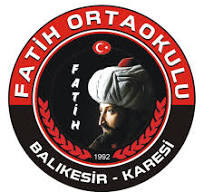 FATİH ORTAOKULU
FATİH
1992
BALIKESİR - KARESİ